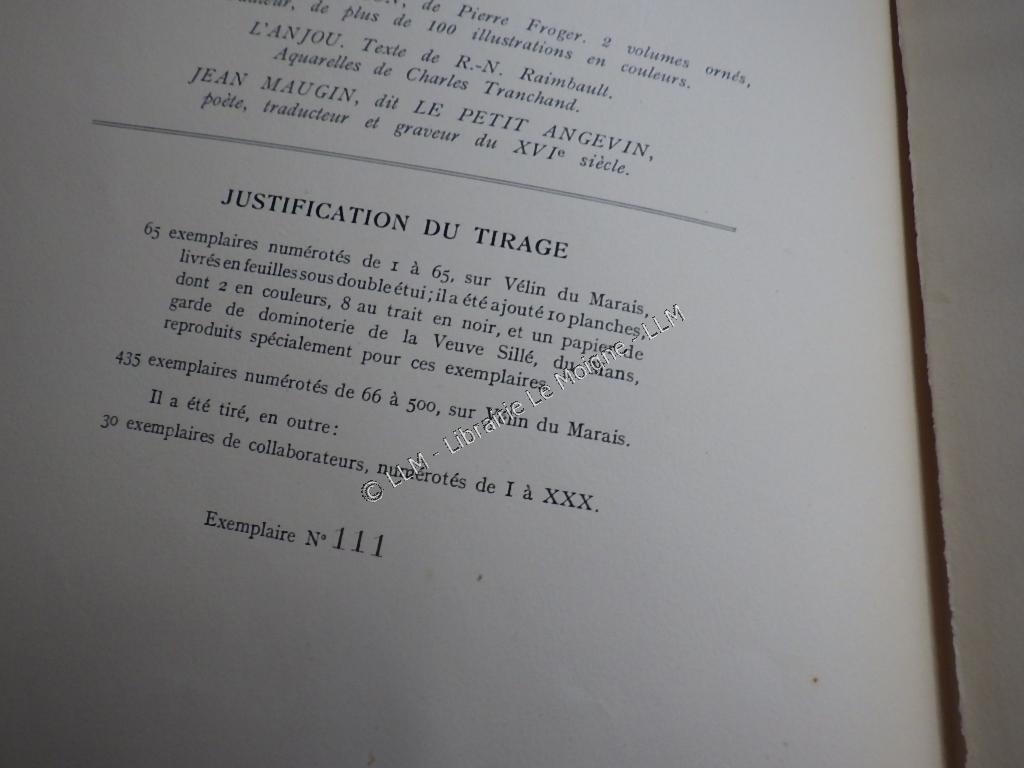 de Pierre Froger. 2 volumes ornés,
de plus de 100 illustrations en couleurs.
L'ANJOU. Texte de R.-N. Raimbault.
Aquarelles de Charles Tranchand.
JEAN MAUGIN, dit LE PETIT ANGEVIN,
poète, traducteur et graveur du XVIe siècle.
JUSTIFICATION DU TIRAGE
65 exemplaires numérotés de 1 à 65, sur Vélin du Marais,
livrés en feuilles sous double étui; il a été ajouté 10 planches,
dont 2 en couleurs, 8 au trait en noir, et un papier de
garde de dominoterie de la Veuve Sillé, du Mans,
reproduits spécialement pour ces exemplaires.
435 exemplaires numérotés de 66 à 500, sur Vélin du Marais.
Il a été tiré, en outre:
30 exemplaires de collaborateurs, numérotés de I à XXX.
Exemplaire N° 111
© LLM - Librairie Le Moigne - LLM